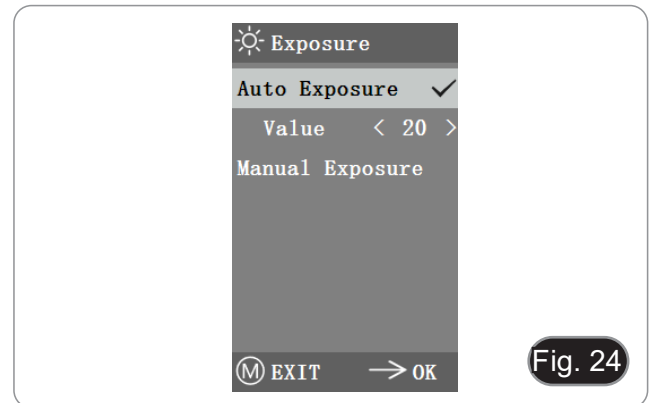 Exposure
Auto Exposure
Value < 20 >
Manual Exposure
M EXIT → OK
Fig. 24